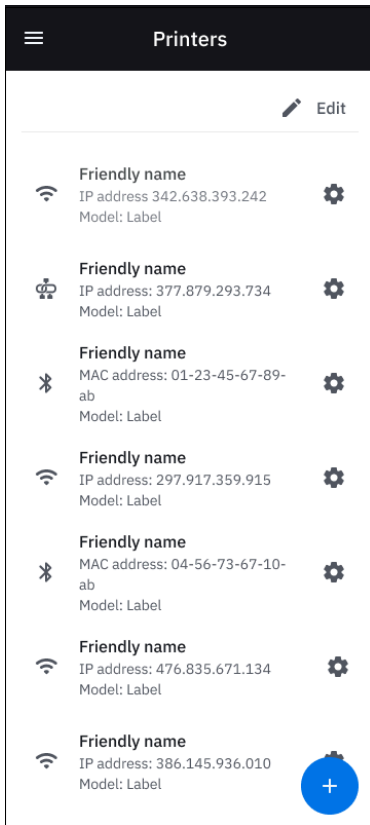 Printers
Edit
Friendly name
IP address 342.638.393.242
Model: Label
Friendly name
IP address: 377.879.293.734
Model: Label
Friendly name
MAC address: 01-23-45-67-89-
ab
Model: Label
Friendly name
IP address: 297.917.359.915
Model: Label
Friendly name
MAC address: 04-56-73-67-10-
ab
Model: Label
Friendly name
IP address: 476.835.671.134
Model: Label
Friendly name
IP address: 386.145.936.010
Model: Label